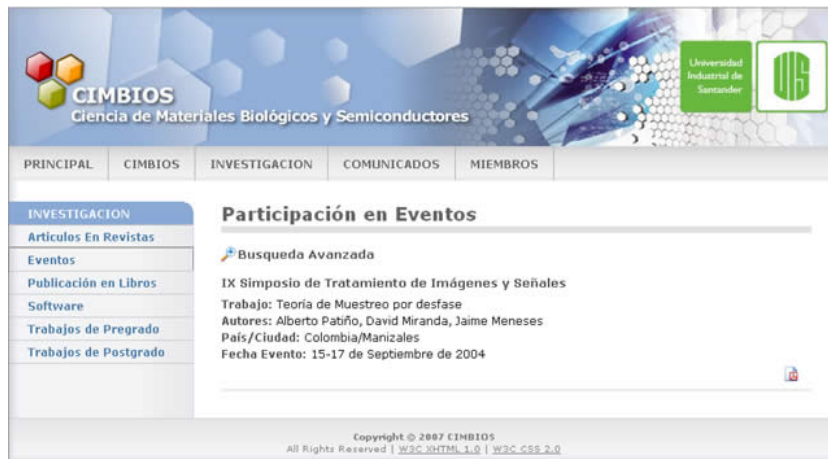 CIMBIOS
Ciencia de Materiales Biológicos y Semiconductores
Universidad
Industrial de
Santander
UIS
PRINCIPAL CIMBIOS INVESTIGACION COMUNICADOS MIEMBROS
INVESTIGACION
Articulos En Revistas
Eventos
Publicación en Libros
Software
Trabajos de Pregrado
Trabajos de Postgrado
Participación en Eventos
Busqueda Avanzada
IX Simposio de Tratamiento de Imágenes y Señales
Trabajo: Teoría de Muestreo por desfase
Autores: Alberto Patiño, David Miranda, Jaime Meneses
País/Ciudad: Colombia/Manizales
Fecha Evento: 15-17 de Septiembre de 2004
Copyright © 2007 CIMBIOS
All Rights Reserved | W3C XHTML 1.0 | W3C CSS 2.0